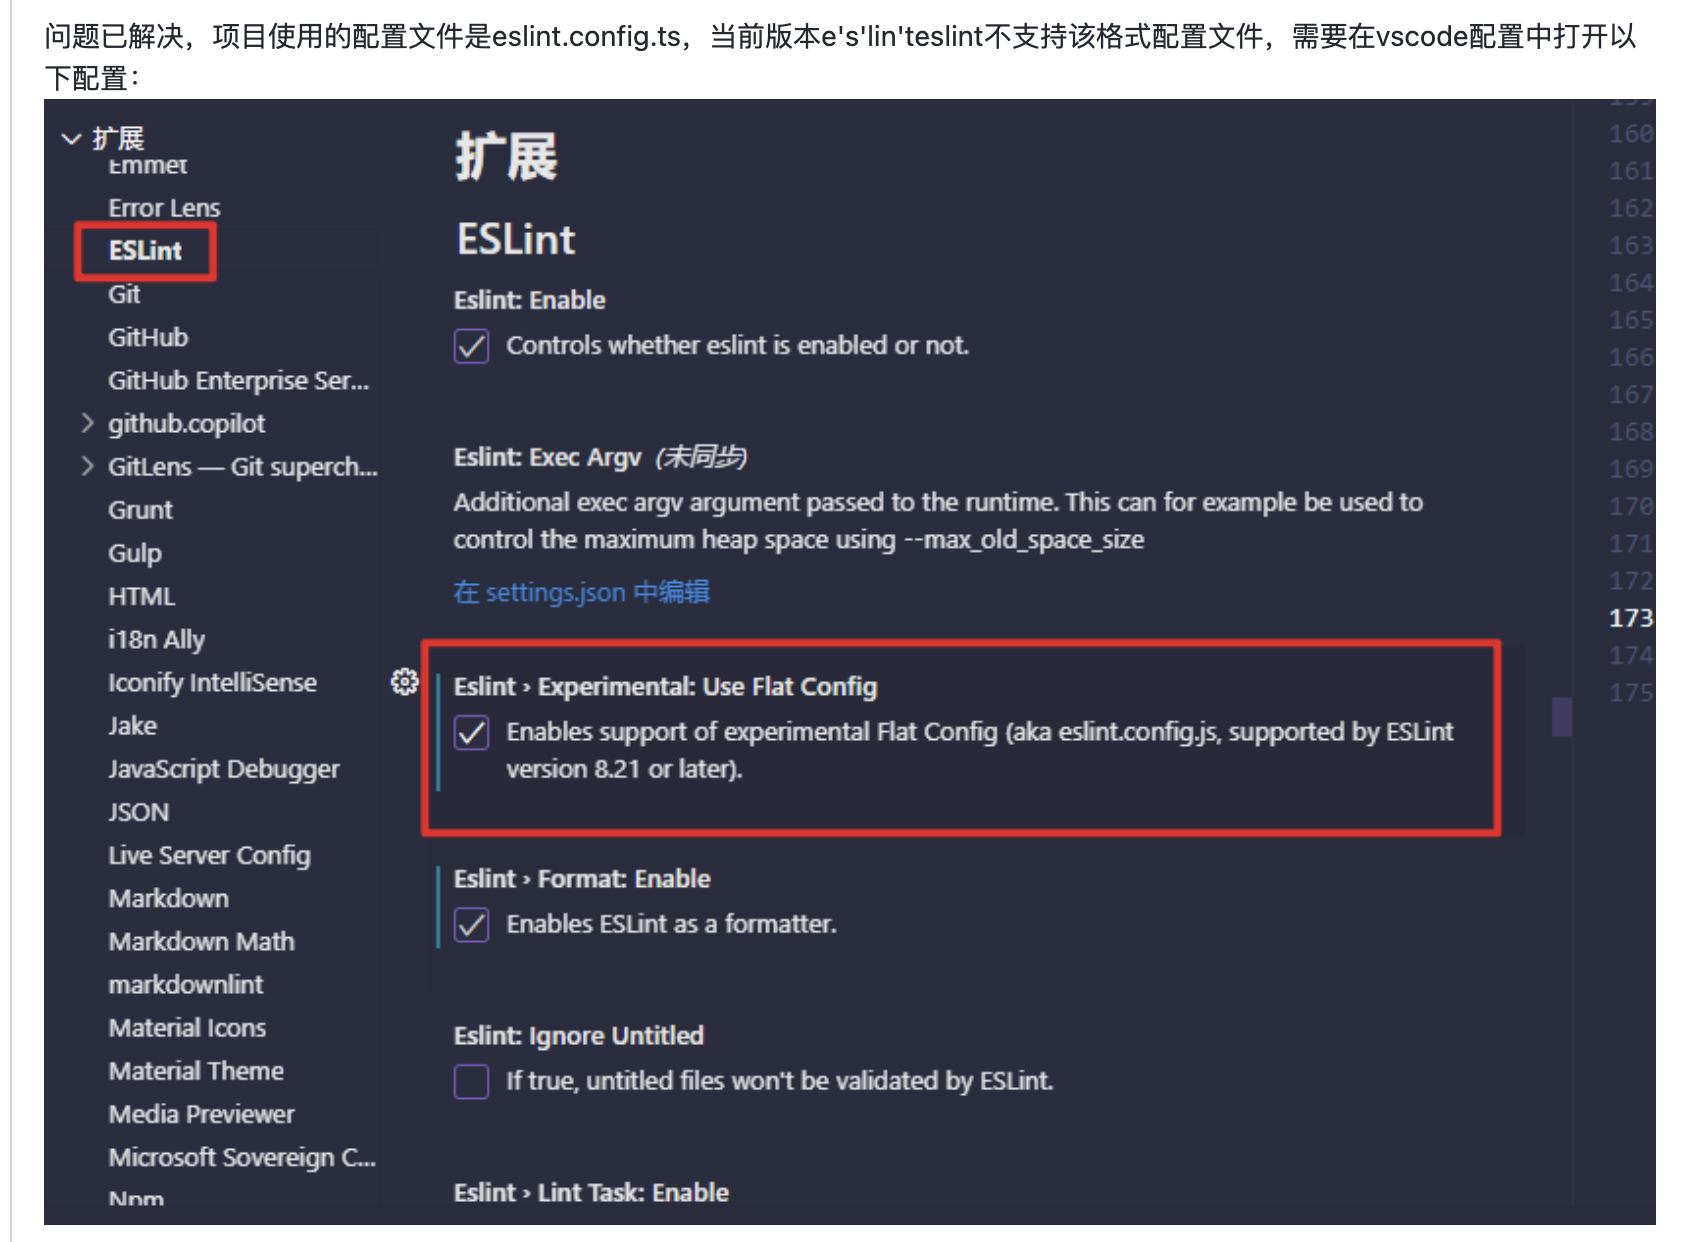 问题已解决，项目使用的配置文件是eslint.config.ts，当前版本e's'lin'teslint不支持该格式配置文件，需要在vscode配置中打开以
下配置：
扩展
Emmet
Error Lens
ESLint
Git
GitHub
GitHub Enterprise Ser...
github.copilot
GitLens — Git superch...
Grunt
Gulp
HTML
i18n Ally
Iconify IntelliSense
Jake
JavaScript Debugger
JSON
Live Server Config
Markdown
Markdown Math
markdownlint
Material Icons
Material Theme
Media Previewer
Microsoft Sovereign C...
Npm
扩展
ESLint
Eslint: Enable
Controls whether eslint is enabled or not.
Eslint: Exec Argv (未同步)
Additional exec argv argument passed to the runtime. This can for example be used to
control the maximum heap space using --max_old_space_size
在 settings.json 中编辑
Eslint › Experimental: Use Flat Config
Enables support of experimental Flat Config (aka eslint.config.js, supported by ESLint
version 8.21 or later).
Eslint › Format: Enable
Enables ESLint as a formatter.
Eslint: Ignore Untitled
If true, untitled files won't be validated by ESLint.
Eslint › Lint Task: Enable
159
160
161
162
163
164
165
166
167
168
169
170
171
172
173
174
175